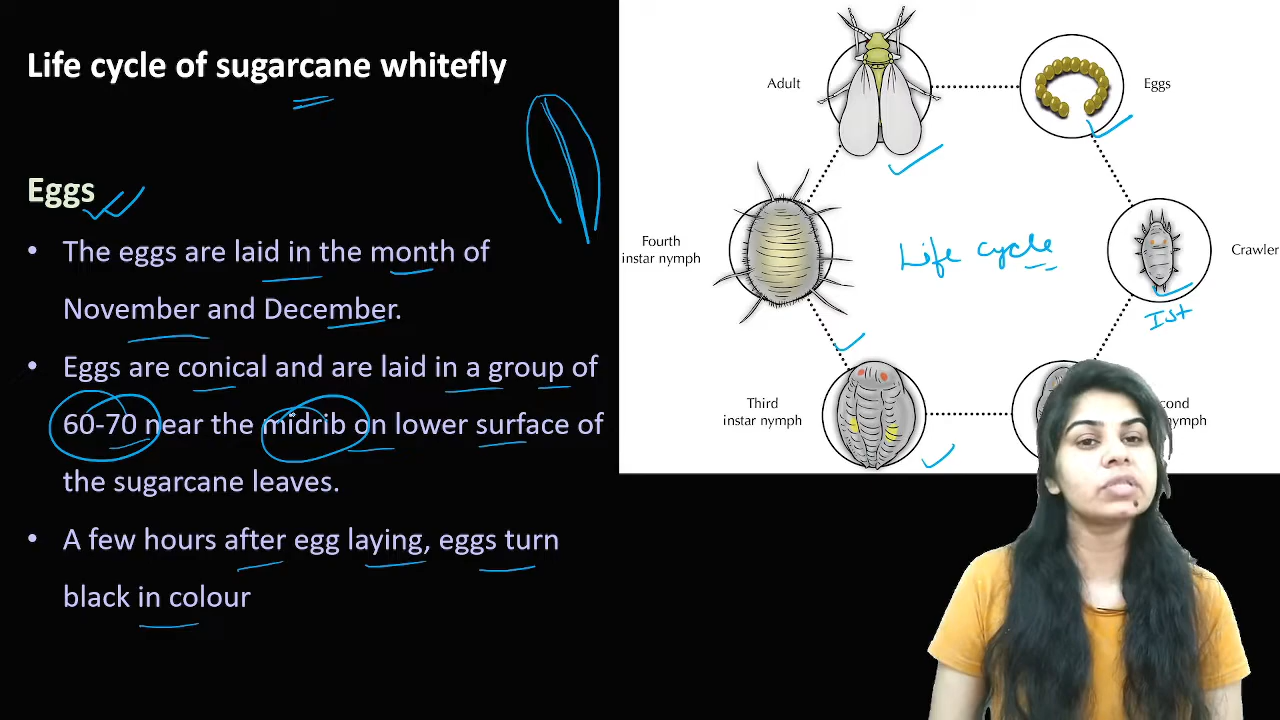 Life cycle of sugarcane whitefly
Eggs
• The eggs are laid in the month of
November and December.
• Eggs are conical and are laid in a group of
60-70 near the midrib on lower surface of
the sugarcane leaves.
• A few hours after egg laying, eggs turn
black in colour
Adult
Eggs
Fourth
instar nymph
Life cycle
Crawler
Ist
Third
instar nymph